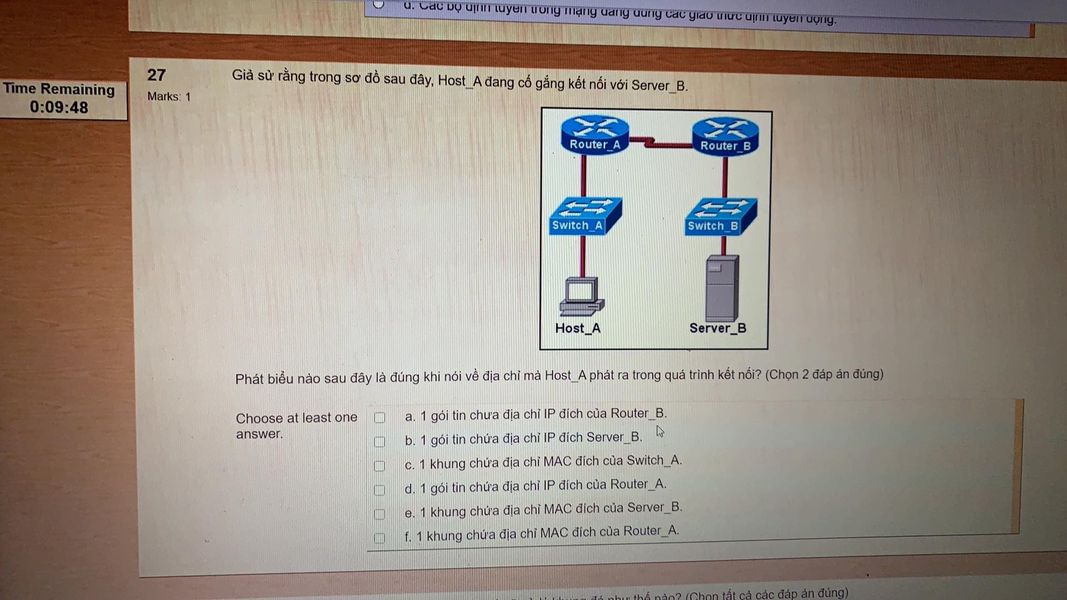 d. Các bộ định tuyến trong mạng đang dùng các giao thức định tuyến động.
Time Remaining
0:09:48
27
Marks: 1
Giả sử rằng trong sơ đồ sau đây, Host_A đang cố gắng kết nối với Server_B.
Router_A
Router_B
Switch_A
Switch_B
Host_A
Server_B
Phát biểu nào sau đây là đúng khi nói về địa chỉ mà Host_A phát ra trong quá trình kết nối? (Chọn 2 đáp án đúng)
Choose at least one
answer.
a. 1 gói tin chưa địa chỉ IP đích của Router_B.
b. 1 gói tin chứa địa chỉ IP đích Server_B.
c. 1 khung chứa địa chỉ MAC đích của Switch_A.
d. 1 gói tin chứa địa chỉ IP đích của Router_A.
e. 1 khung chứa địa chỉ MAC đích của Server_B.
f. 1 khung chứa địa chỉ MAC đích của Router_A.
như thế nào? (Chọn tất cả các đáp án đúng)